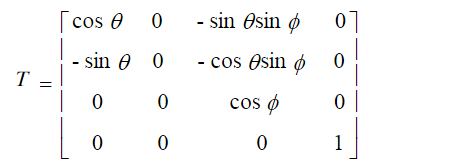 cos θ 0 - sin θsin ϕ 0
- sin θ 0 - cos θsin ϕ 0
T =
0 0 cos ϕ 0
0 0 0 1